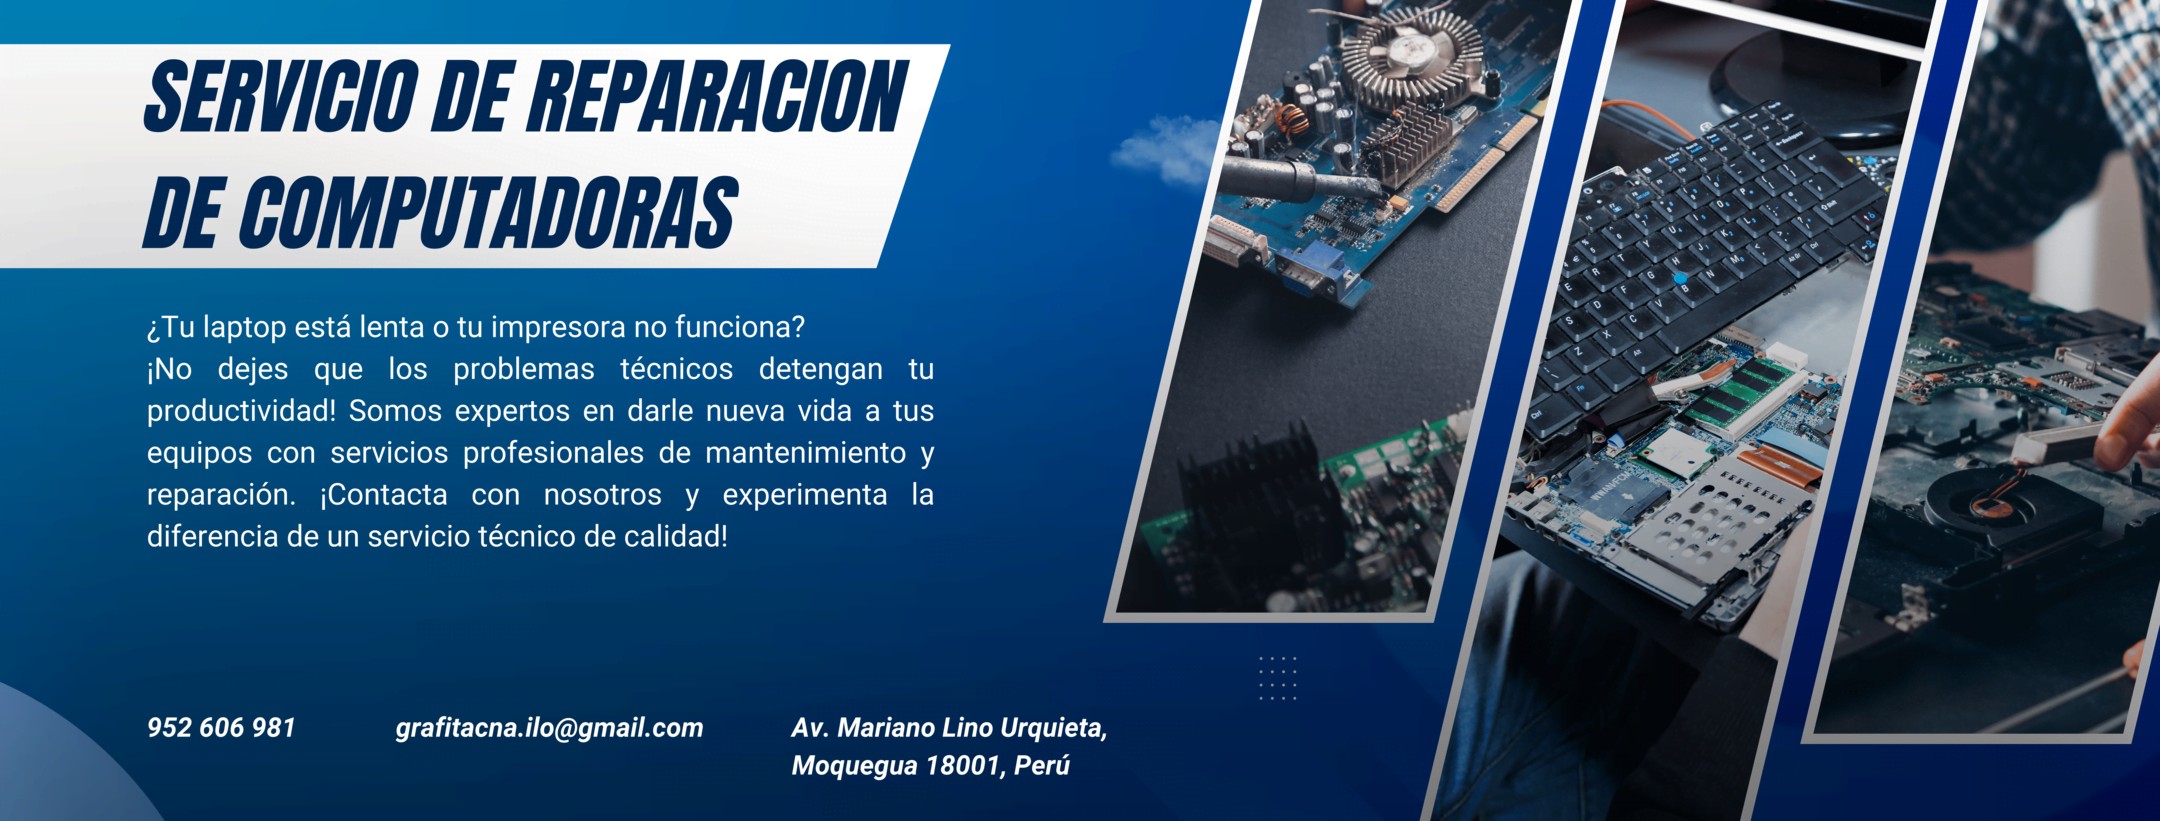 SERVICIO DE REPARACION
DE COMPUTADORAS
¿Tu laptop está lenta o tu impresora no funciona?
¡No dejes que los problemas técnicos detengan tu
productividad! Somos expertos en darle nueva vida a tus
equipos con servicios profesionales de mantenimiento y
reparación. ¡Contacta con nosotros y experimenta la
diferencia de un servicio técnico de calidad!
952 606 981
grafitacna.ilo@gmail.com
Av. Mariano Lino Urquieta,
Moquegua 18001, Perú